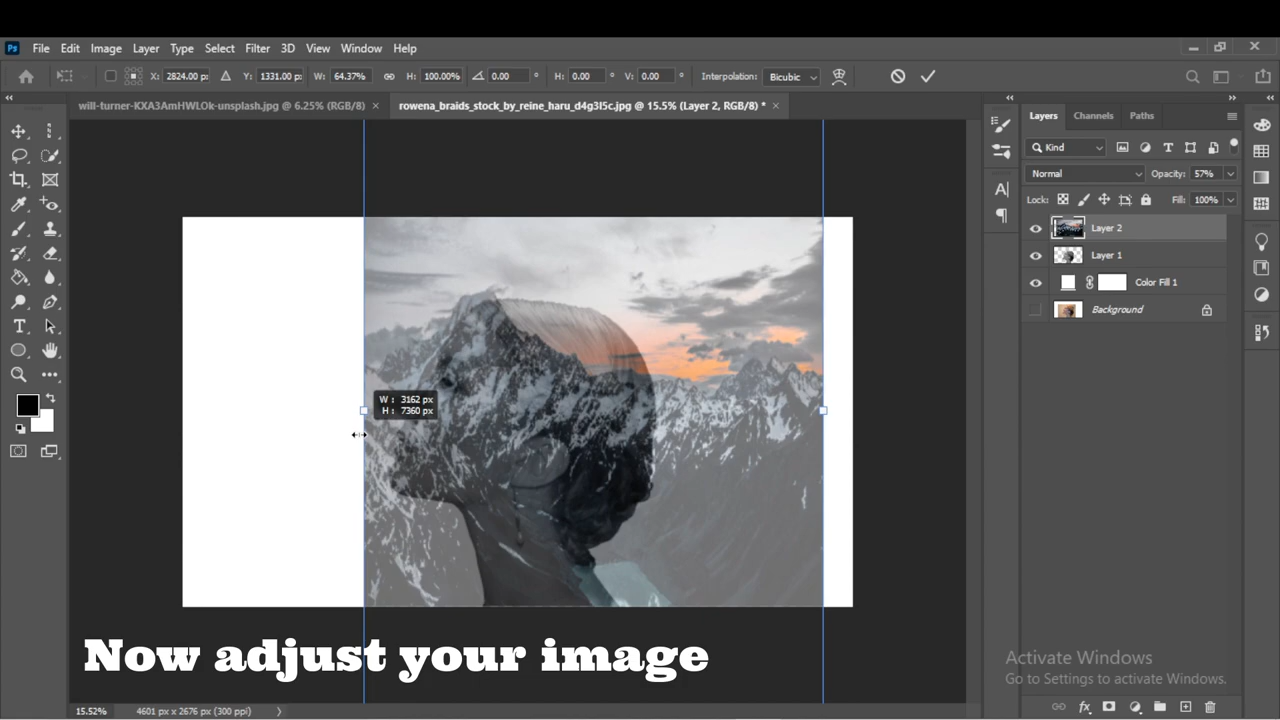 Ps File Edit Image Layer Type Select Filter 3D View Window Help
X: 2824.00 p: Y: 1331.00 p: W: 64.37% H: 100.00% 0.00 ° H: 0.00 ° V: 0.00 ° Interpolation: Bicubic
will-turner-KXA3AmHWLOk-unsplash.jpg @ 6.25% (RGB/8) × rowena_braids_stock_by_reine_haru_d4g3l5c.jpg @ 15.5% (Layer 2, RGB/8) * ×
Layers Channels Paths
Kind
Normal Opacity: 57%
Lock: Fill: 100%
Layer 2
Layer 1
Color Fill 1
Background
W : 3162 px
H : 7360 px
Now adjust your image
Activate Windows
Go to Settings to activate Windows.
15.52% 4601 px x 2676 px (300 ppi)